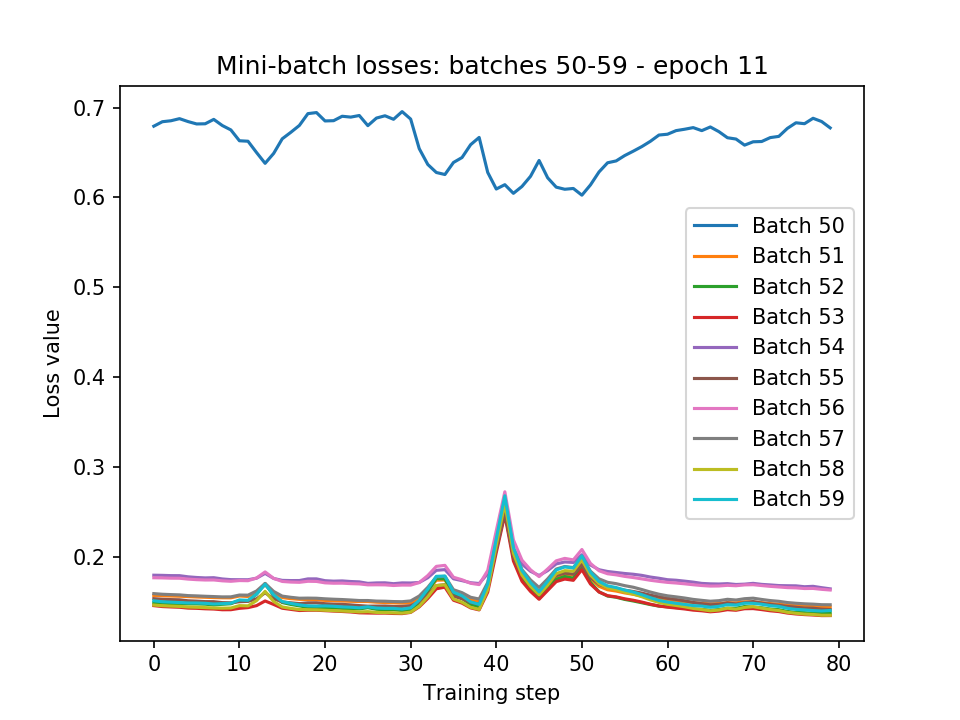 Mini-batch losses: batches 50-59 - epoch 11
Loss value
0.7
0.6
0.5
0.4
0.3
0.2
Batch 50
Batch 51
Batch 52
Batch 53
Batch 54
Batch 55
Batch 56
Batch 57
Batch 58
Batch 59
0 10 20 30 40 50 60 70 80
Training step